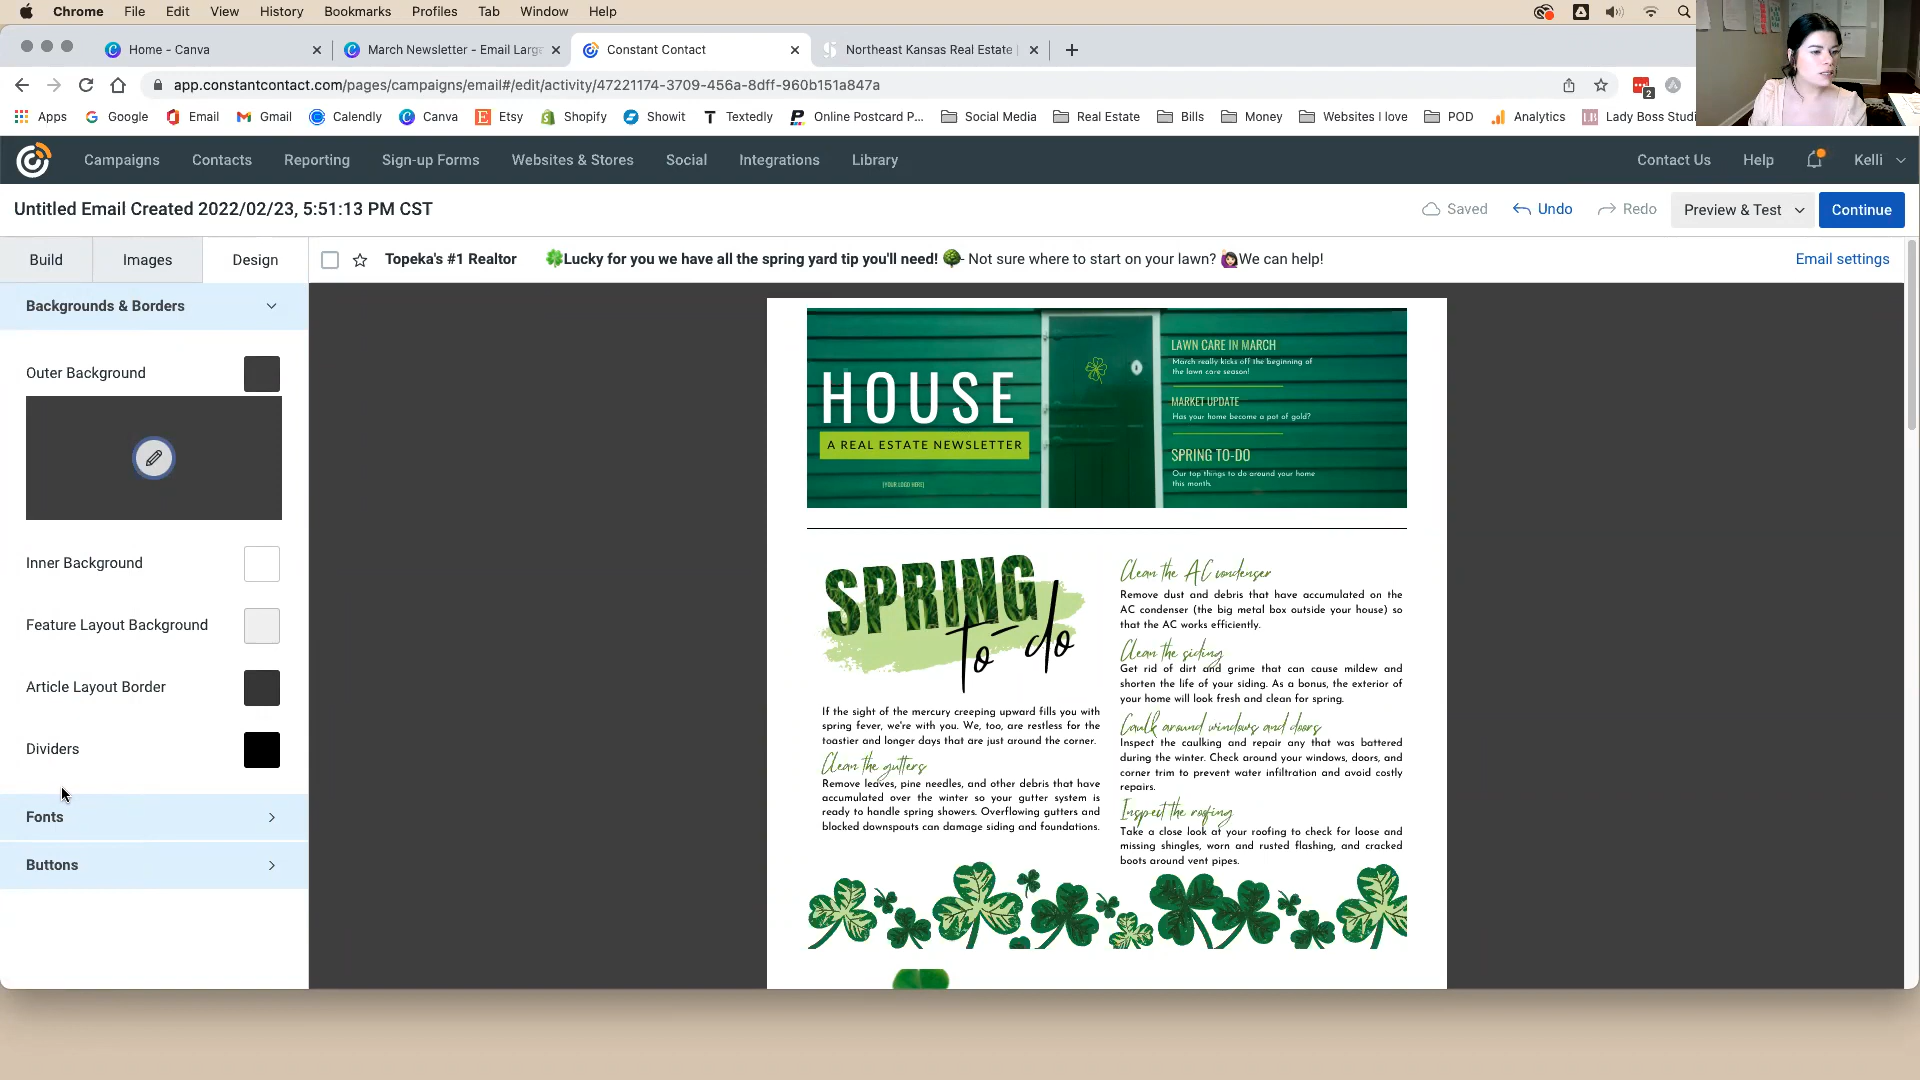 Chrome File Edit View History Bookmarks Profiles Tab Window Help
Home - Canva
March Newsletter - Email Large
Constant Contact
Northeast Kansas Real Estate |
app.constantcontact.com/pages/campaigns/email#/edit/activity/47221174-3709-456a-8dff-960b151a847a
2
Apps Google Email Gmail Calendly Canva Etsy Shopify Showit Textedly Online Postcard P... Social Media Real Estate Bills Money Websites I love POD Analytics Lady Boss Studi
Campaigns Contacts Reporting Sign-up Forms Websites & Stores Social Integrations Library Contact Us Help Kelli
Untitled Email Created 2022/02/23, 5:51:13 PM CST
Saved Undo Redo Preview & Test Continue
Build Images Design
Topeka's #1 Realtor 🍀Lucky for you we have all the spring yard tip you'll need! 🌳- Not sure where to start on your lawn? 🙋🏻‍♀️We can help!
Email settings
Backgrounds & Borders
Outer Background
Inner Background
Feature Layout Background
Article Layout Border
Dividers
Fonts
Buttons
HOUSE
A REAL ESTATE NEWSLETTER
[YOUR LOGO HERE]
LAWN CARE IN MARCH
March really kicks off the beginning of
the lawn care season!
MARKET UPDATE
Has your home become a pot of gold?
SPRING TO-DO
Our top things to do around your home
this month.
SPRING
to-do
If the sight of the mercury creeping upward fills you with
spring fever, we're with you. We, too, are restless for the
toastier and longer days that are just around the corner.
Clean the gutters
Remove leaves, pine needles, and other debris that have
accumulated over the winter so your gutter system is
ready to handle spring showers. Overflowing gutters and
blocked downspouts can damage siding and foundations.
Clean the AC condenser
Remove dust and debris that have accumulated on the
AC condenser (the big metal box outside your house) so
that the AC works efficiently.
Clean the siding
Get rid of dirt and grime that can cause mildew and
shorten the life of your siding. As a bonus, the exterior of
your home will look fresh and clean for spring.
Caulk around windows and doors
Inspect the caulking and repair any that was battered
during the winter. Check around your windows, doors, and
corner trim to prevent water infiltration and avoid costly
repairs.
Inspect the roofing
Take a close look at your roofing to check for loose and
missing shingles, worn and rusted flashing, and cracked
boots around vent pipes.